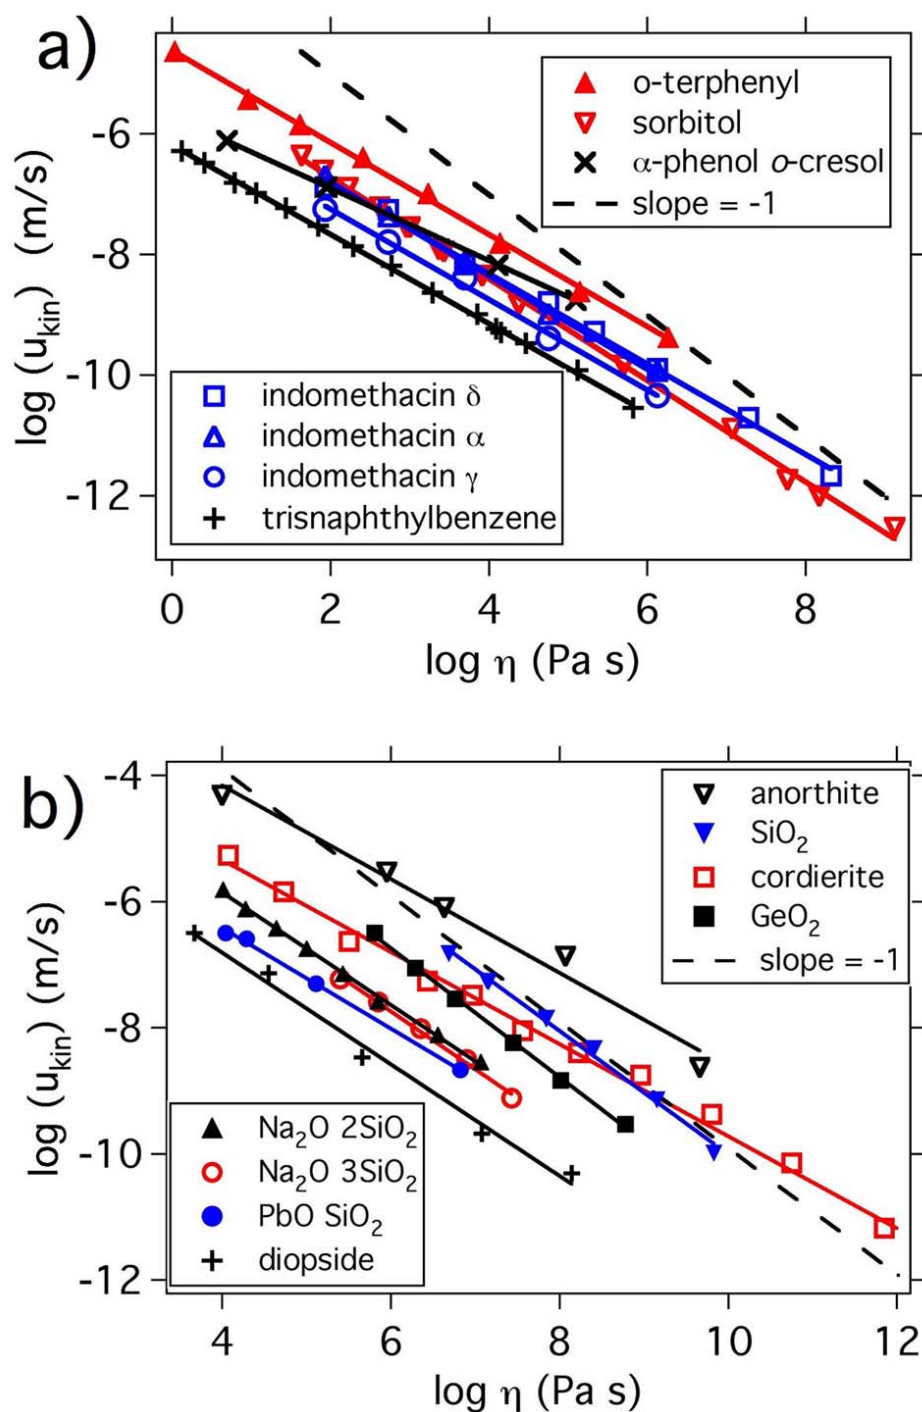 a)
o-terphenyl
sorbitol
α-phenol o-cresol
slope = -1
-6
-8
-10
-12
log (ukin) (m/s)
indomethacin δ
indomethacin α
indomethacin γ
trisnaphthylbenzene
0 2 4 6 8
log η (Pa s)
b)
-4
-6
-8
-10
-12
log (ukin) (m/s)
anorthite
SiO2
cordierite
GeO2
slope = -1
Na2O 2SiO2
Na2O 3SiO2
PbO SiO2
diopside
4 6 8 10 12
log η (Pa s)